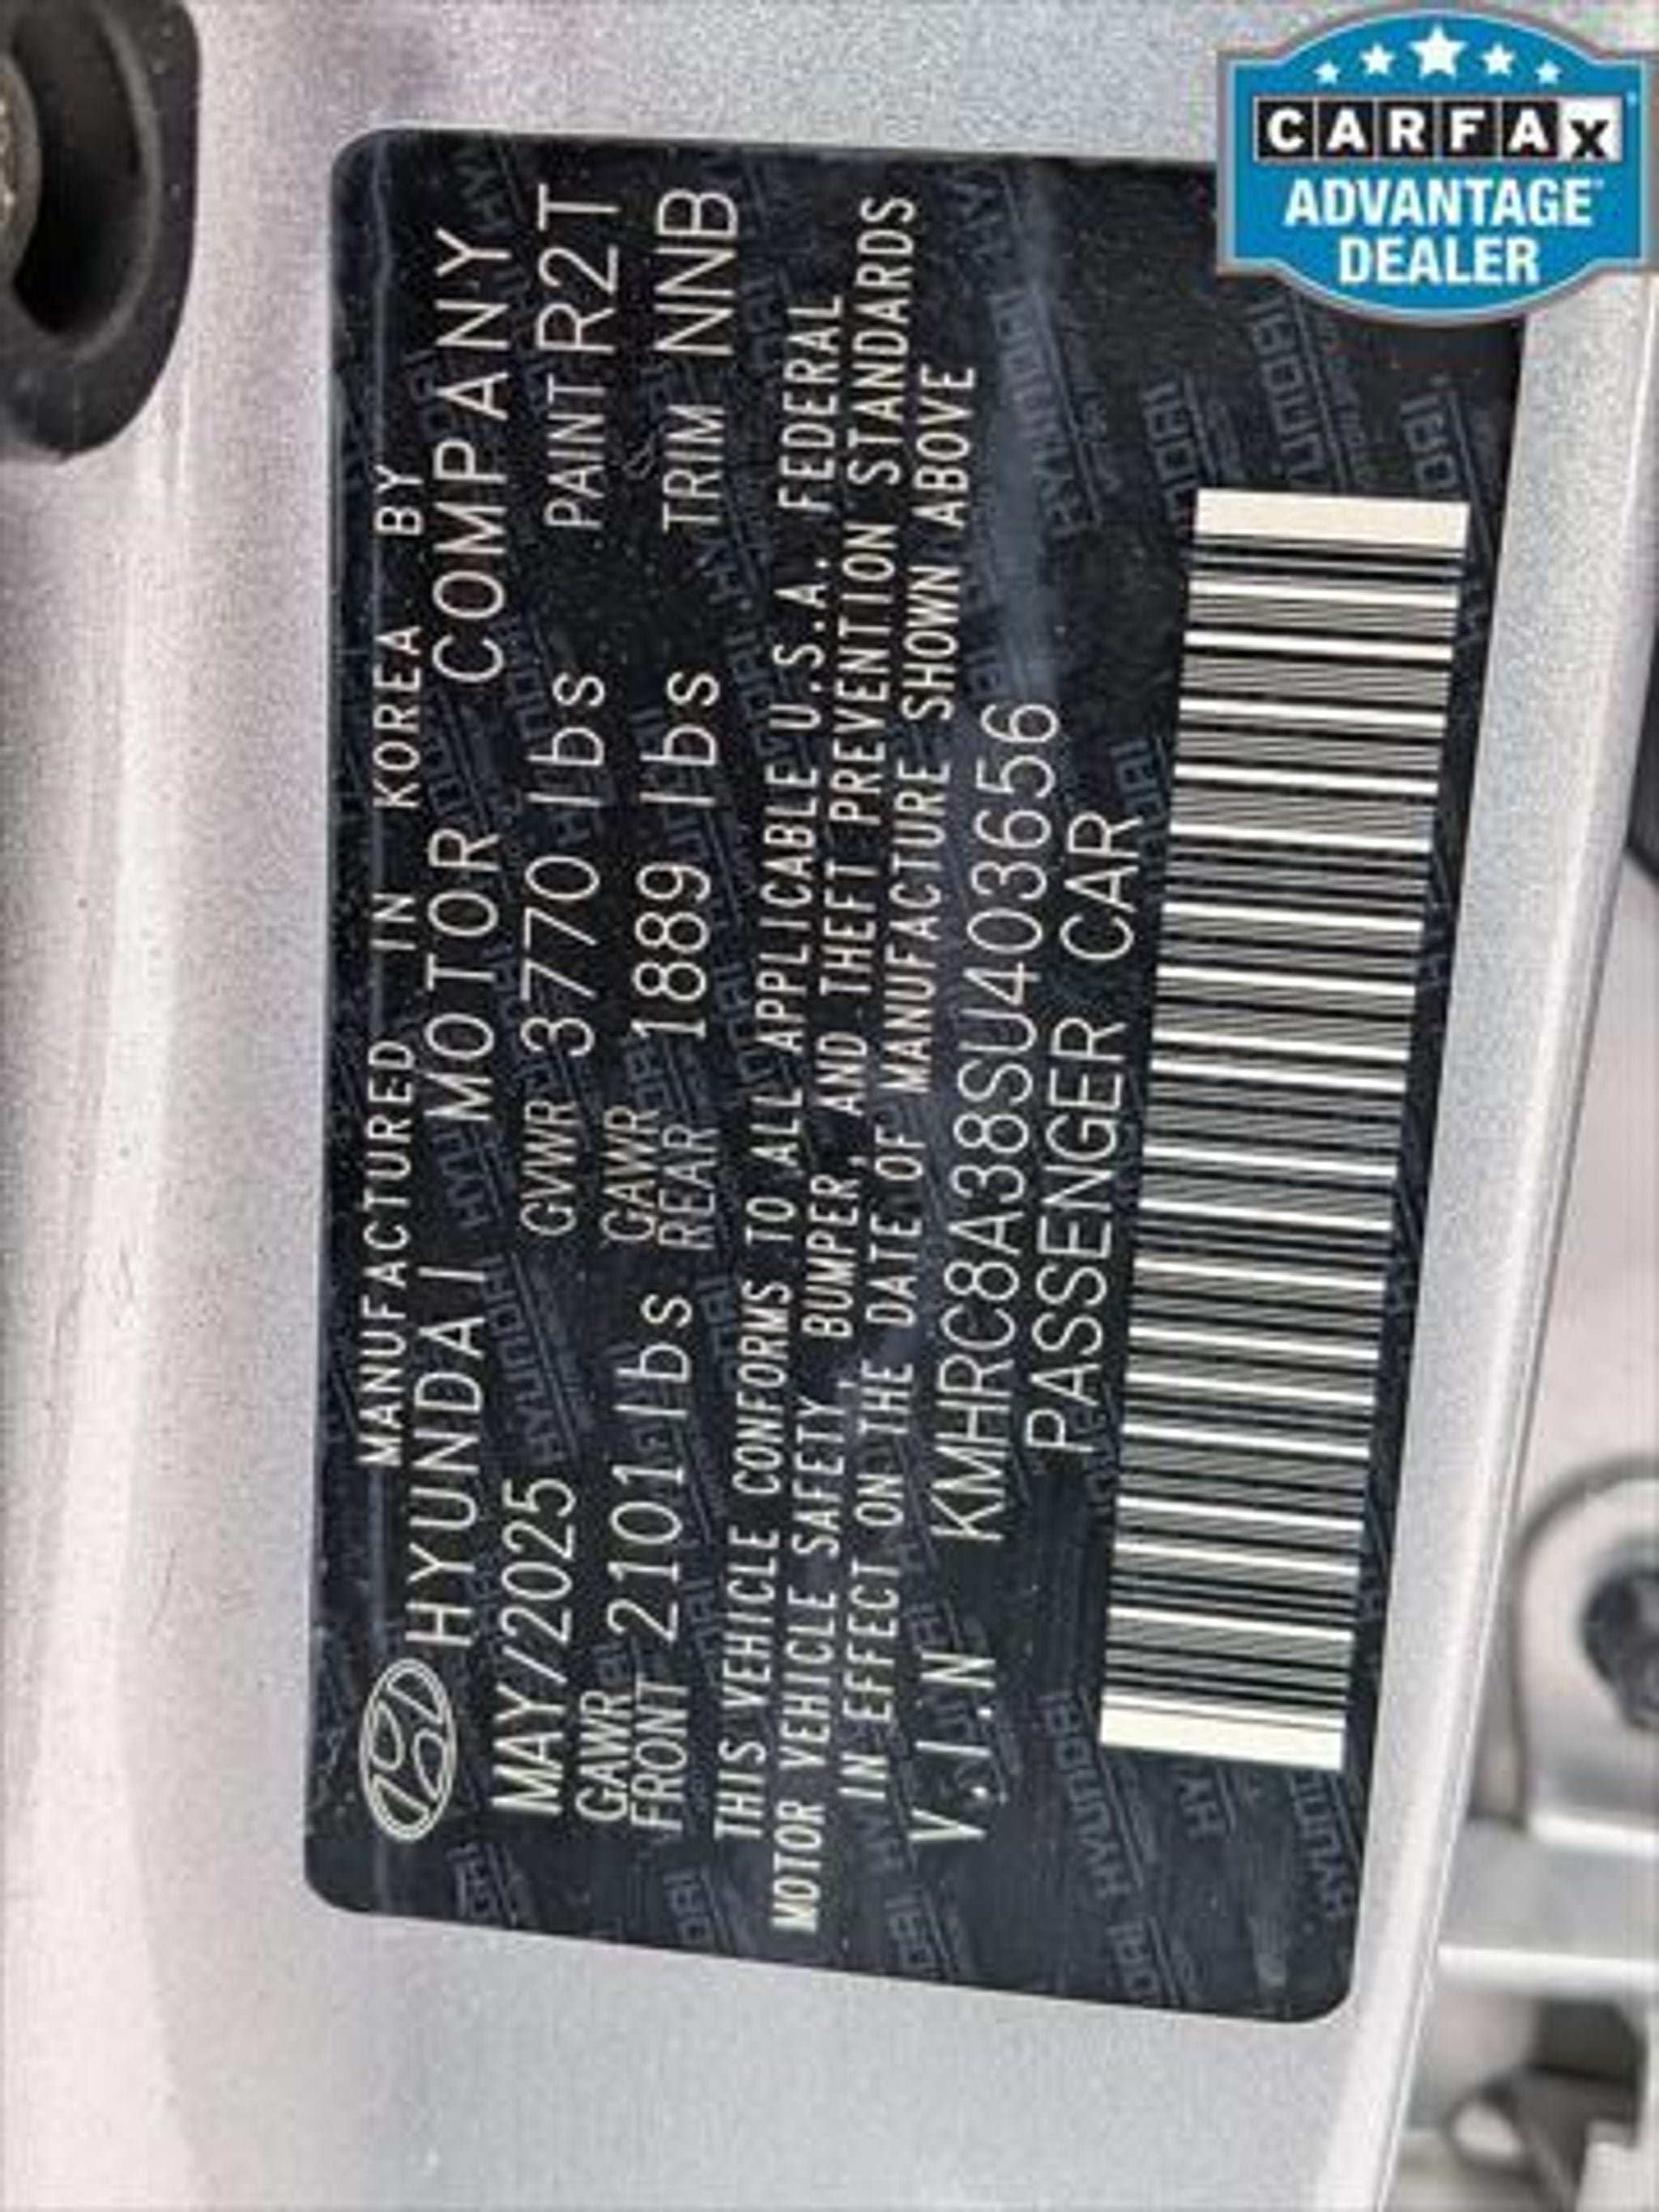 CARFAX
ADVANTAGE
DEALER
MANUFACTURED IN KOREA BY
HYUNDAI MOTOR COMPANY
MAY/2025 GVWR 3770 lbs PAINT R2T
GAWR FRONT 2101 lbs GAWR REAR 1889 lbs TRIM NNB
THIS VEHICLE CONFORMS TO ALL APPLICABLE U.S.A. FEDERAL
MOTOR VEHICLE SAFETY, BUMPER, AND THEFT PREVENTION STANDARDS
IN EFFECT ON THE DATE OF MANUFACTURE SHOWN ABOVE
V.I.N KMHRC8A38SU403656
PASSENGER CAR